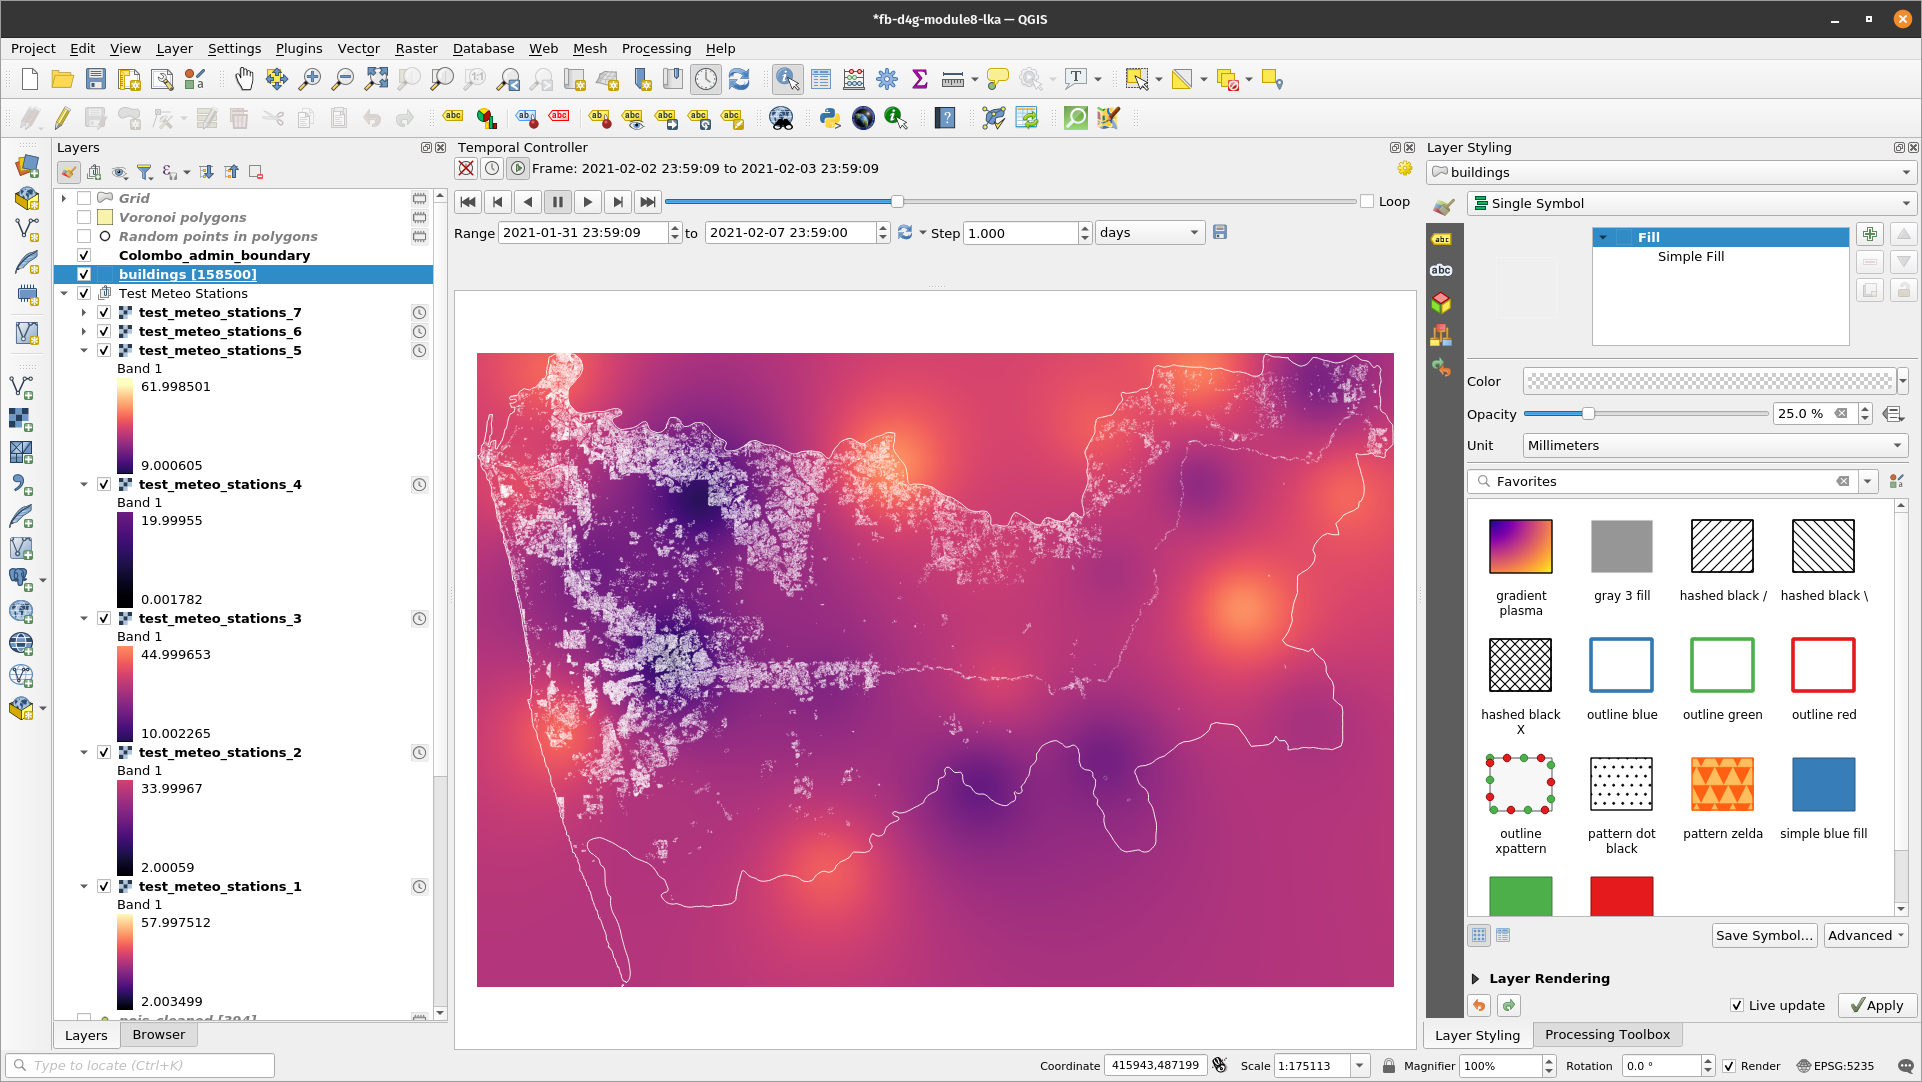 *fb-d4g-module8-lka — QGIS
Project Edit View Layer Settings Plugins Vector Raster Database Web Mesh Processing Help
Layers
Grid
Voronoi polygons
Random points in polygons
Colombo_admin_boundary
buildings [158500]
Test Meteo Stations
test_meteo_stations_7
test_meteo_stations_6
test_meteo_stations_5
Band 1
61.998501
9.000605
test_meteo_stations_4
Band 1
19.99955
0.001782
test_meteo_stations_3
Band 1
44.999653
10.002265
test_meteo_stations_2
Band 1
33.99967
2.00059
test_meteo_stations_1
Band 1
57.997512
2.003499
pois_cleaned [394]
Layers Browser
Temporal Controller
Frame: 2021-02-02 23:59:09 to 2021-02-03 23:59:09
Loop
Range 2021-01-31 23:59:09 to 2021-02-07 23:59:00 Step 1.000 days
Layer Styling
buildings
Single Symbol
Fill
Simple Fill
Color
Opacity 25.0 %
Unit Millimeters
Favorites
gradient plasma
gray 3 fill
hashed black /
hashed black \
hashed black X
outline blue
outline green
outline red
outline xpattern
pattern dot black
pattern zelda
simple blue fill
Save Symbol... Advanced
Layer Rendering
Live update Apply
Layer Styling Processing Toolbox
Type to locate (Ctrl+K)
Coordinate 415943,487199 Scale 1:175113 Magnifier 100% Rotation 0.0 ° Render EPSG:5235